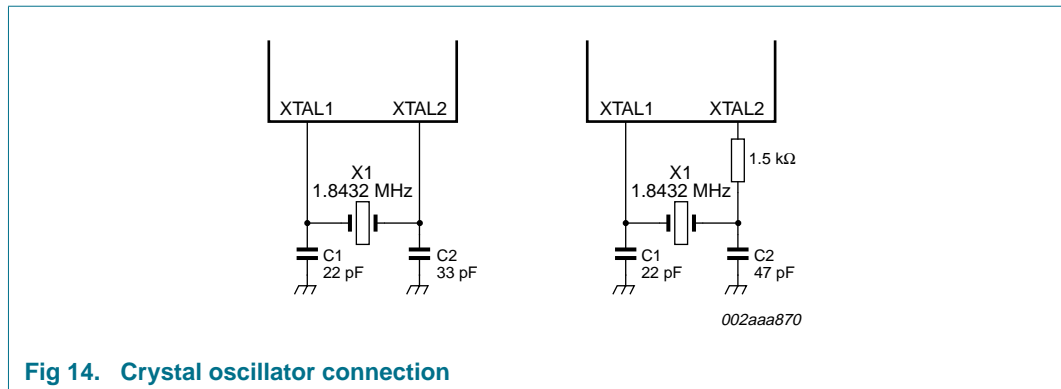 XTAL1 XTAL2
X1
1.8432 MHz
C1
22 pF
C2
33 pF
XTAL1 XTAL2
1.5 kΩ
X1
1.8432 MHz
C1
22 pF
C2
47 pF
002aaa870
Fig 14. Crystal oscillator connection